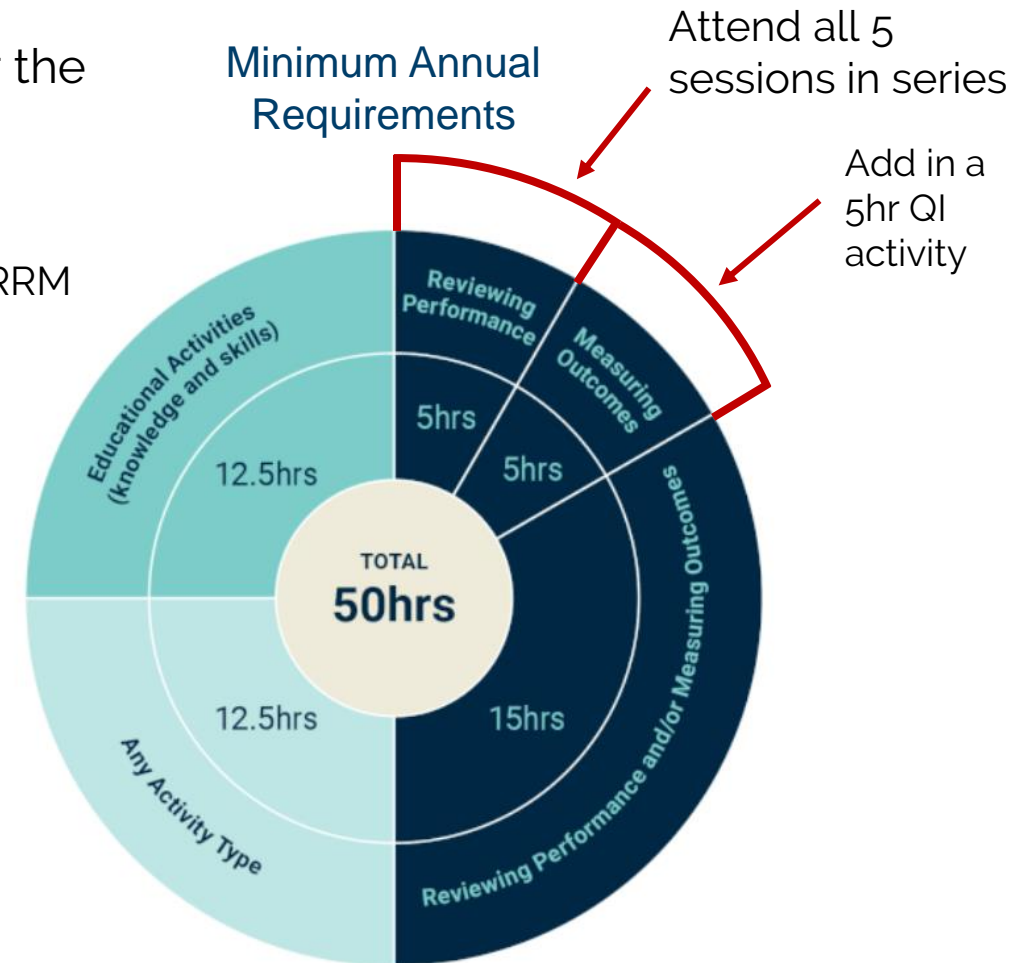 the
Minimum Annual
Requirements
Attend all 5
sessions in series
Add in a
5hr QI
activity
RRM
Reviewing
Performance
Measuring
Outcomes
Educational Activities
(knowledge and skills)
5hrs
5hrs
12.5hrs
TOTAL
50hrs
12.5hrs
15hrs
Any Activity Type
Reviewing Performance and/or Measuring Outcomes